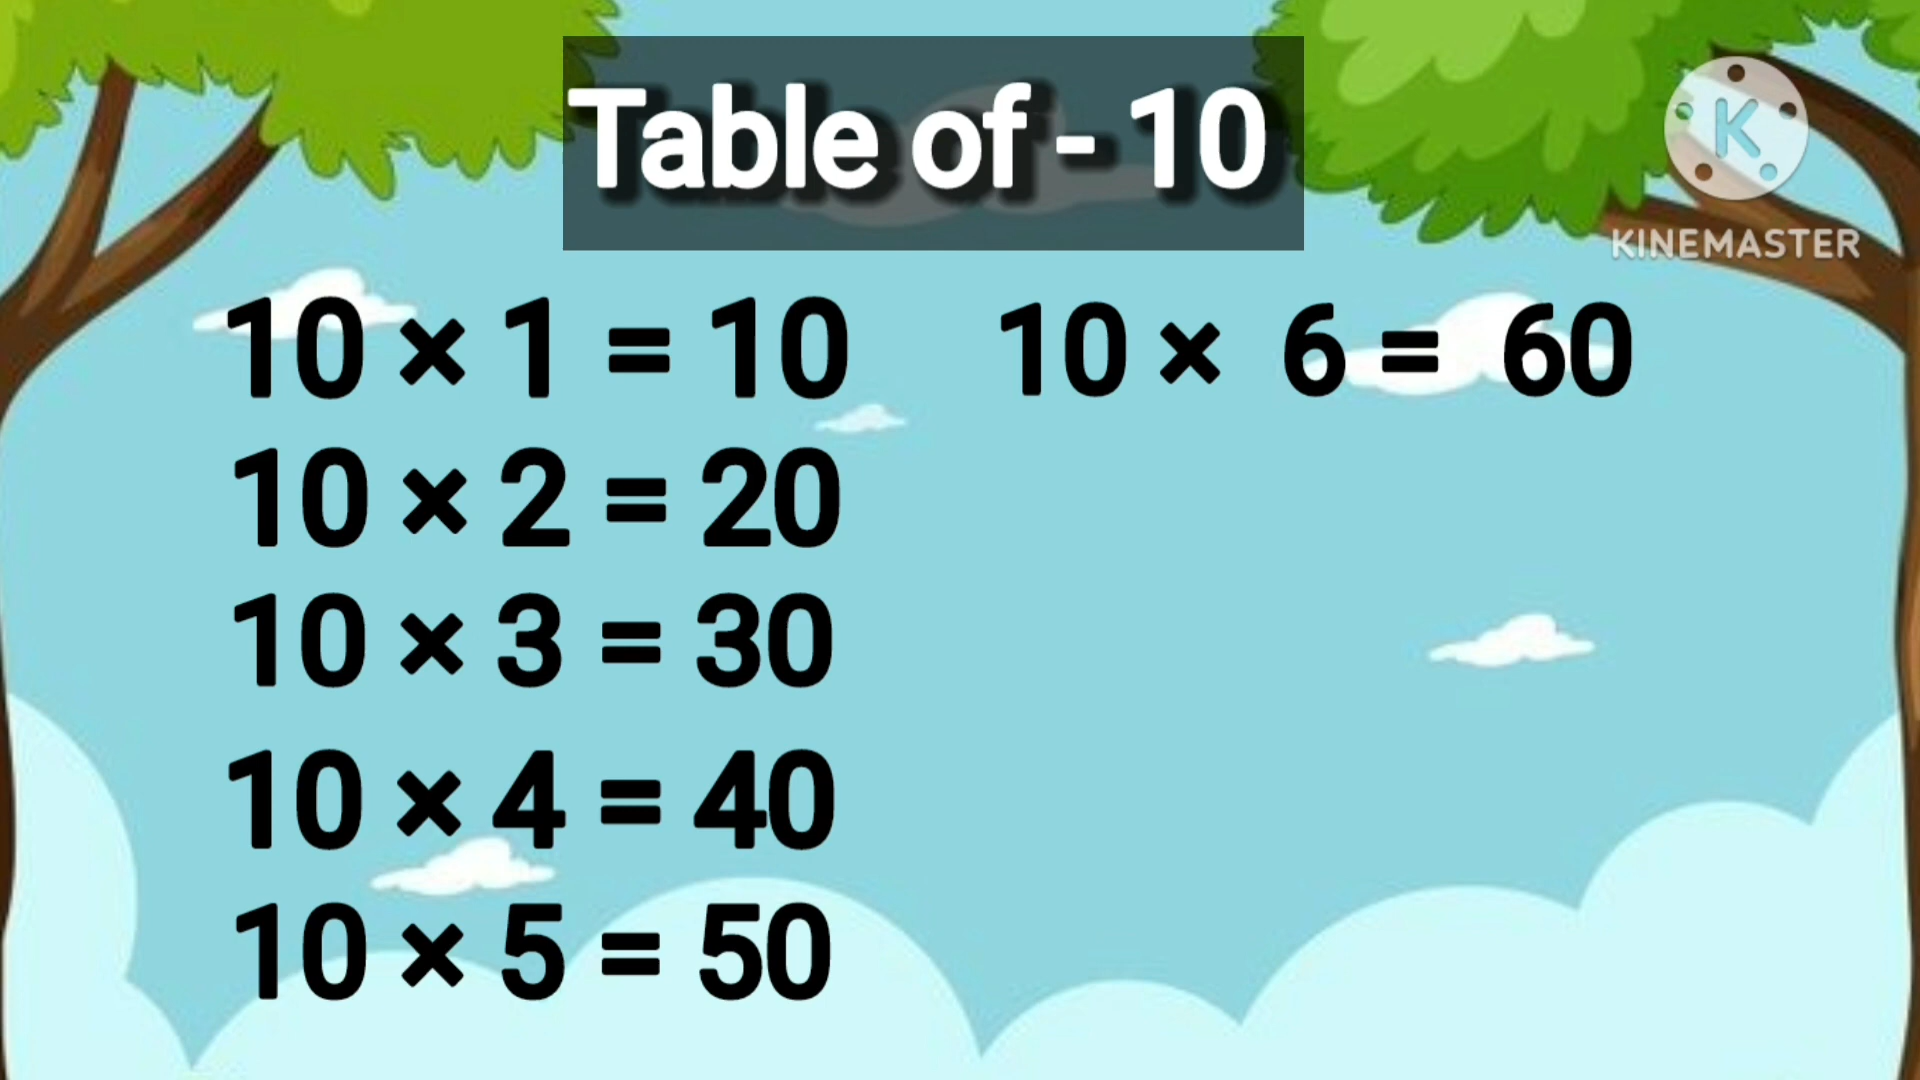 Table of - 10
KINEMASTER
10 × 1 = 10
10 × 2 = 20
10 × 3 = 30
10 × 4 = 40
10 × 5 = 50
10 × 6 = 60